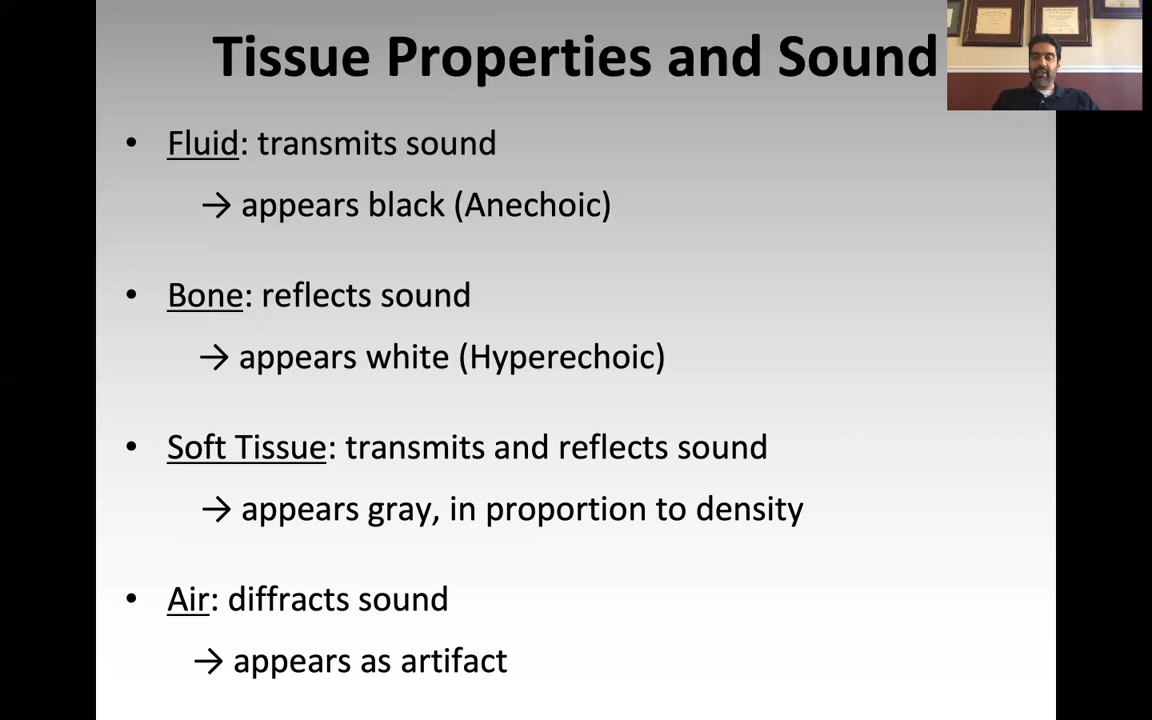 Tissue Properties and Sound
• Fluid: transmits sound
→ appears black (Anechoic)
• Bone: reflects sound
→ appears white (Hyperechoic)
• Soft Tissue: transmits and reflects sound
→ appears gray, in proportion to density
• Air: diffracts sound
→ appears as artifact